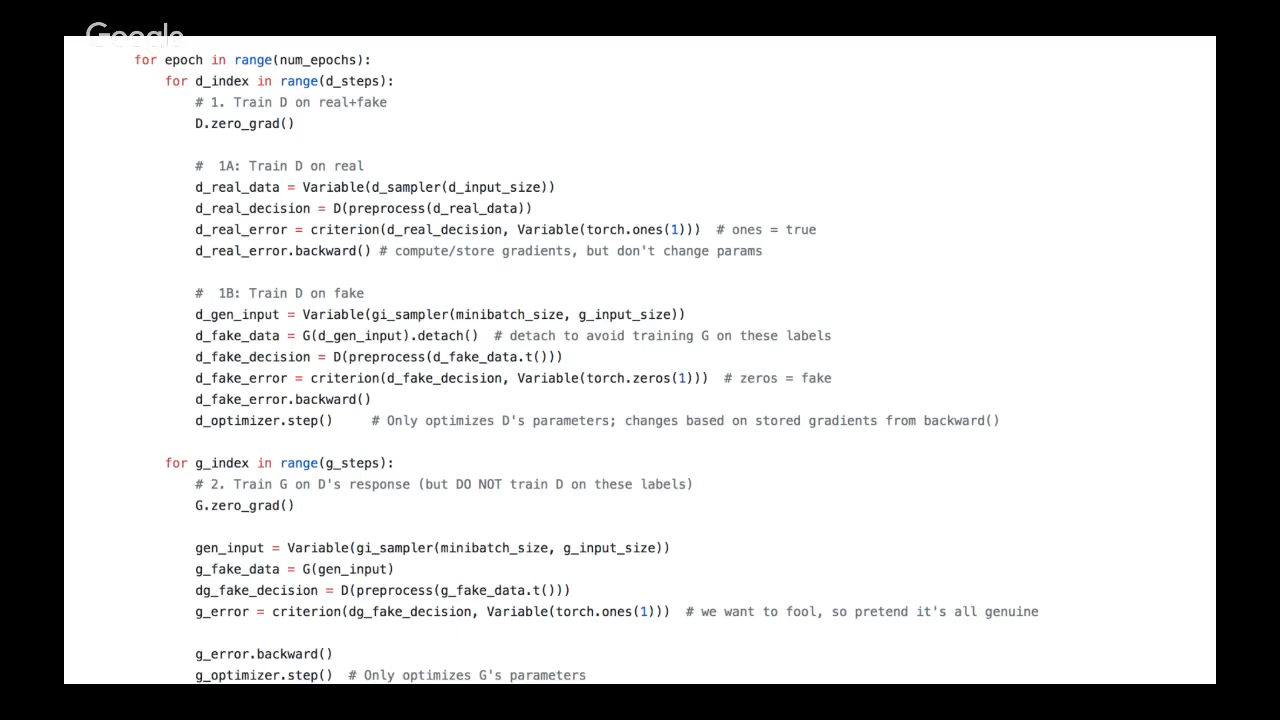 Google
for epoch in range(num_epochs):
    for d_index in range(d_steps):
        # 1. Train D on real+fake
        D.zero_grad()

        #  1A: Train D on real
        d_real_data = Variable(d_sampler(d_input_size))
        d_real_decision = D(preprocess(d_real_data))
        d_real_error = criterion(d_real_decision, Variable(torch.ones(1)))  # ones = true
        d_real_error.backward() # compute/store gradients, but don't change params

        #  1B: Train D on fake
        d_gen_input = Variable(gi_sampler(minibatch_size, g_input_size))
        d_fake_data = G(d_gen_input).detach()  # detach to avoid training G on these labels
        d_fake_decision = D(preprocess(d_fake_data.t()))
        d_fake_error = criterion(d_fake_decision, Variable(torch.zeros(1)))  # zeros = fake
        d_fake_error.backward()
        d_optimizer.step()     # Only optimizes D's parameters; changes based on stored gradients from backward()

    for g_index in range(g_steps):
        # 2. Train G on D's response (but DO NOT train D on these labels)
        G.zero_grad()

        gen_input = Variable(gi_sampler(minibatch_size, g_input_size))
        g_fake_data = G(gen_input)
        dg_fake_decision = D(preprocess(g_fake_data.t()))
        g_error = criterion(dg_fake_decision, Variable(torch.ones(1)))  # we want to fool, so pretend it's all genuine

        g_error.backward()
        g_optimizer.step()  # Only optimizes G's parameters